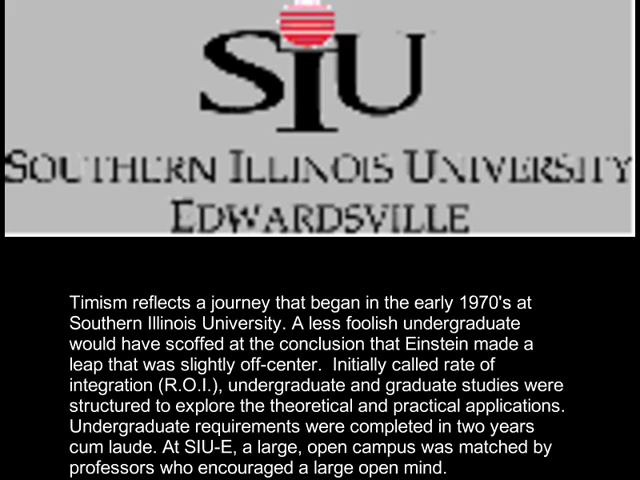 SIU
SOUTHERN ILLINOIS UNIVERSITY
EDWARDSVILLE
Timism reflects a journey that began in the early 1970's at
Southern Illinois University. A less foolish undergraduate
would have scoffed at the conclusion that Einstein made a
leap that was slightly off-center.  Initially called rate of
integration (R.O.I.), undergraduate and graduate studies were
structured to explore the theoretical and practical applications.
Undergraduate requirements were completed in two years
cum laude. At SIU-E, a large, open campus was matched by
professors who encouraged a large open mind.